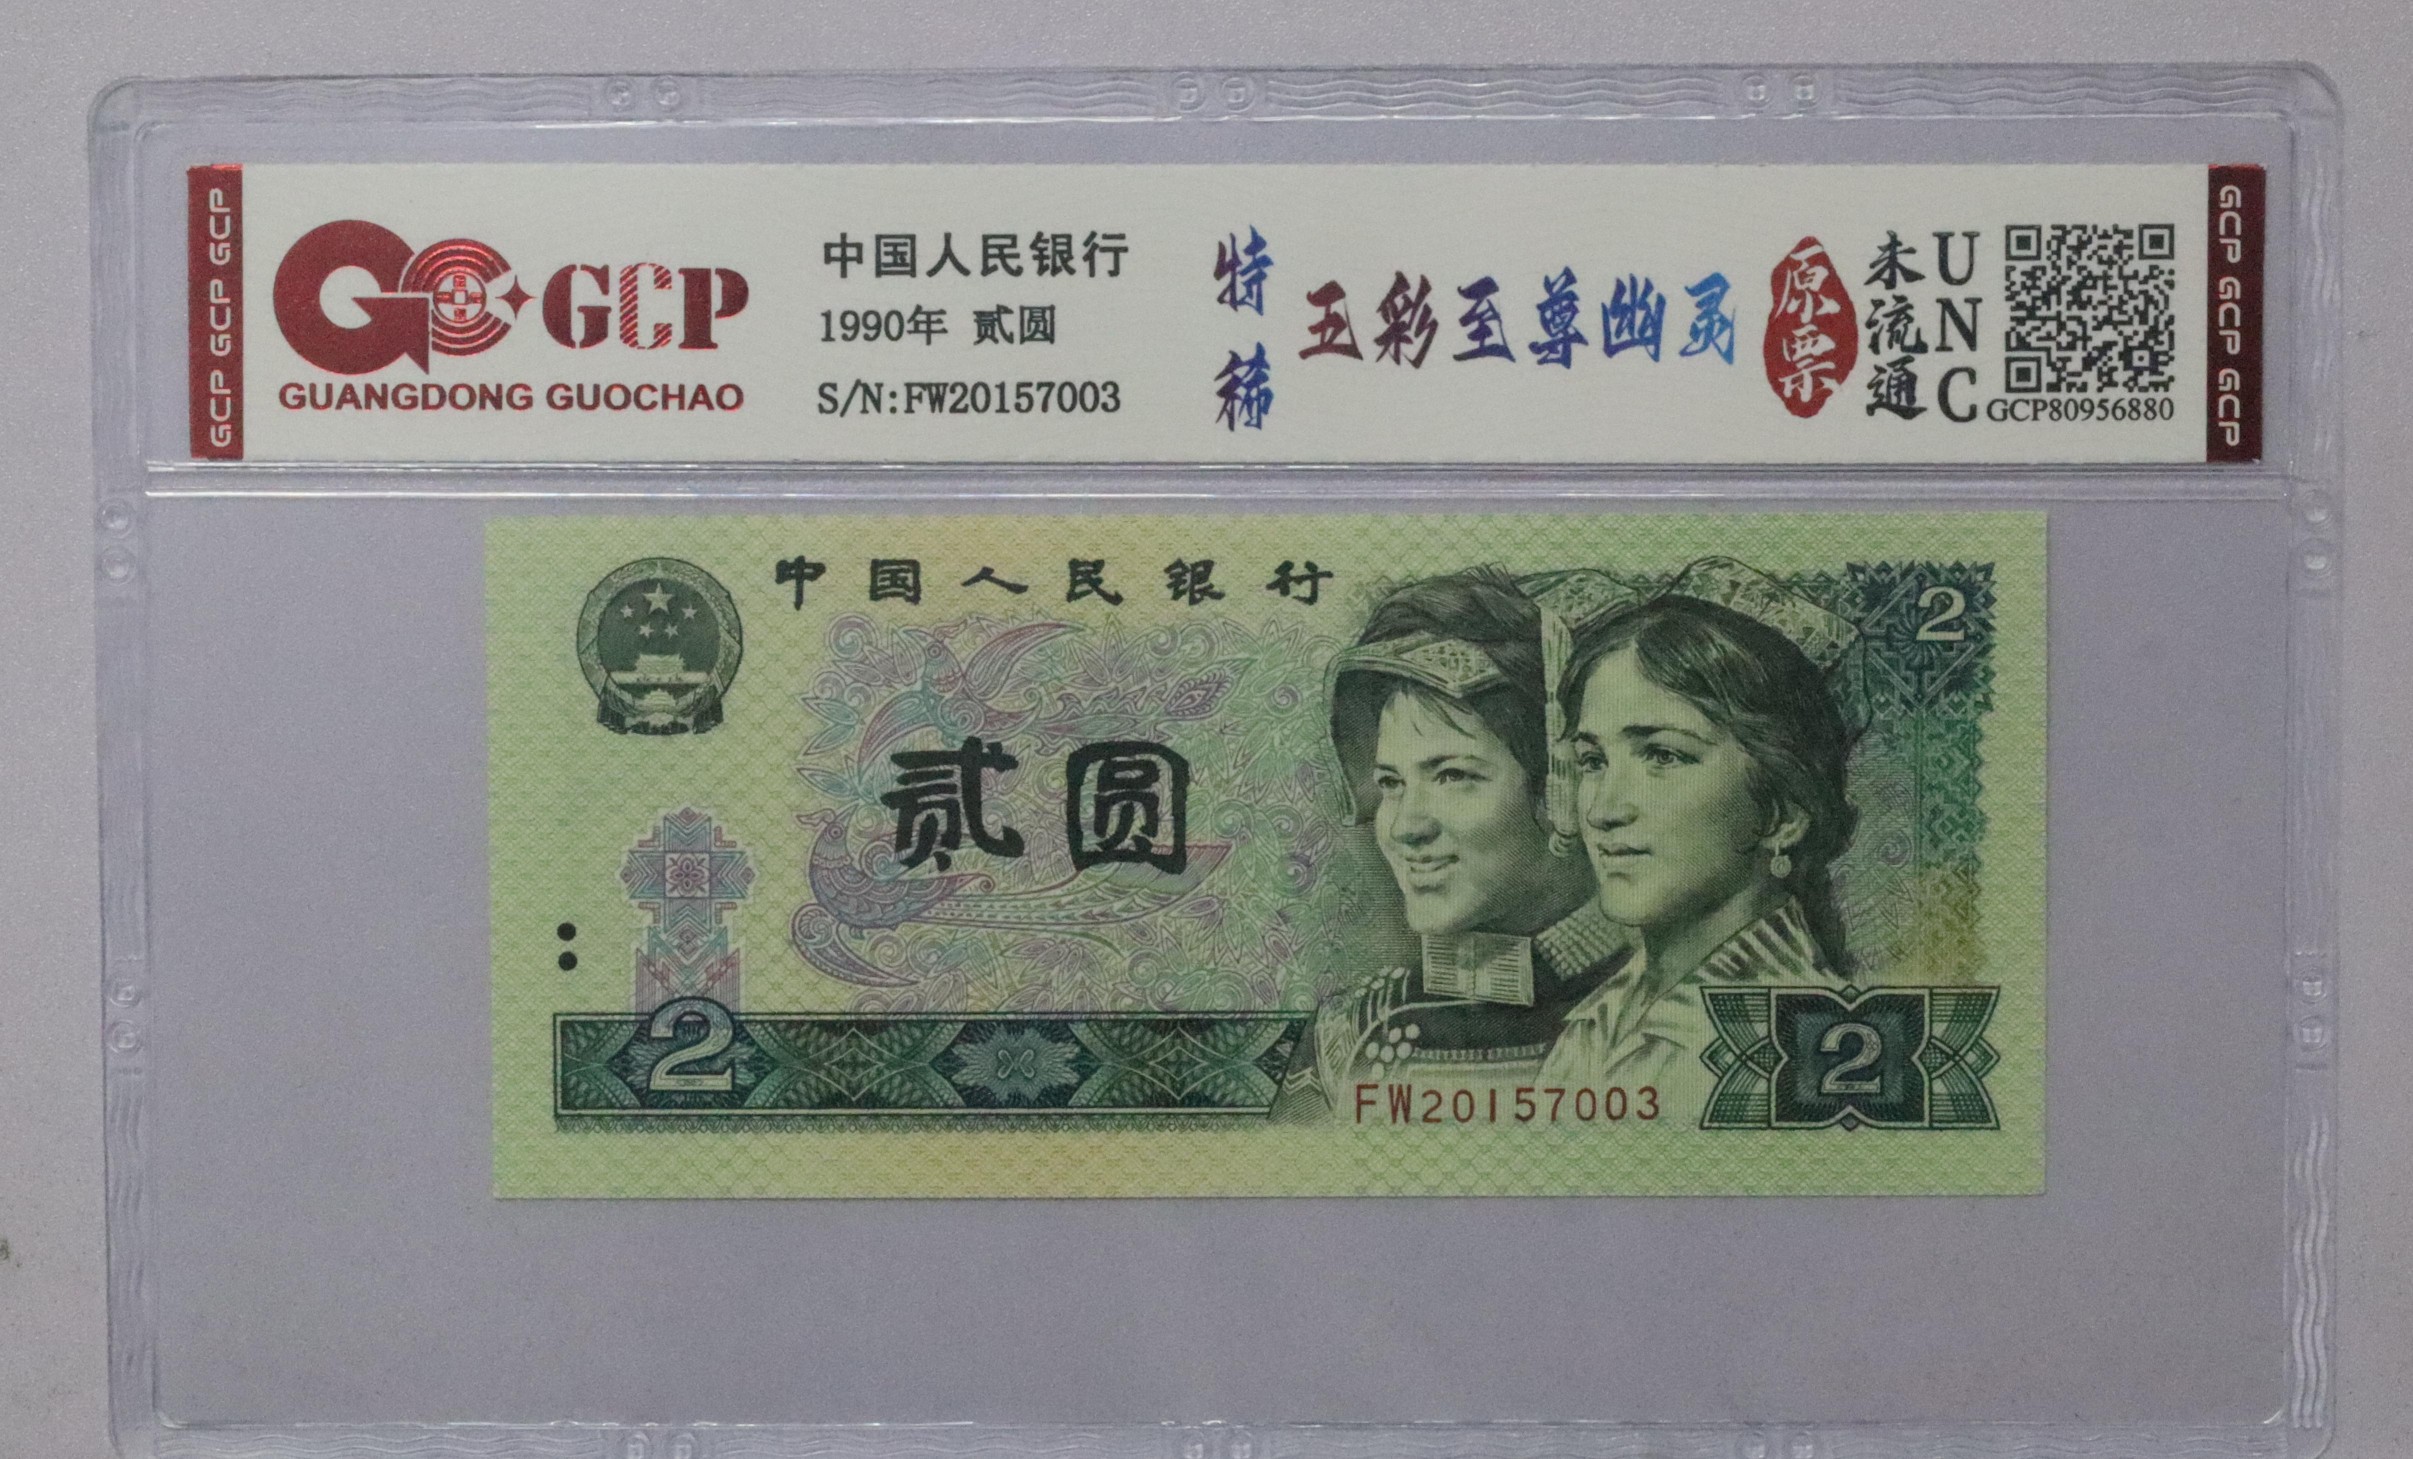 GCP GCP GCP
GCP
GUANGDONG GUOCHAO
中国人民银行
1990年 贰圆
S/N:FW20157003
特稀
五彩至尊幽灵
原票
未流通
UNC
GCP80956880
GCP GCP GCP
中国人民银行
2
贰圆
2
FW20157003
2